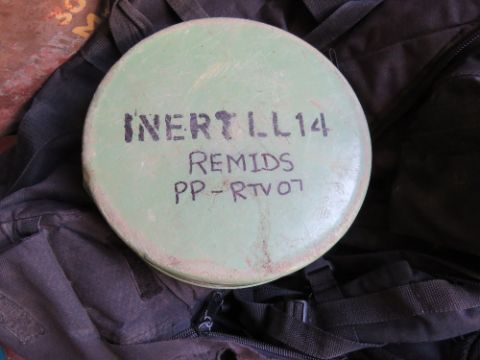 INERT LL14
REMIDS
PP-RTV07